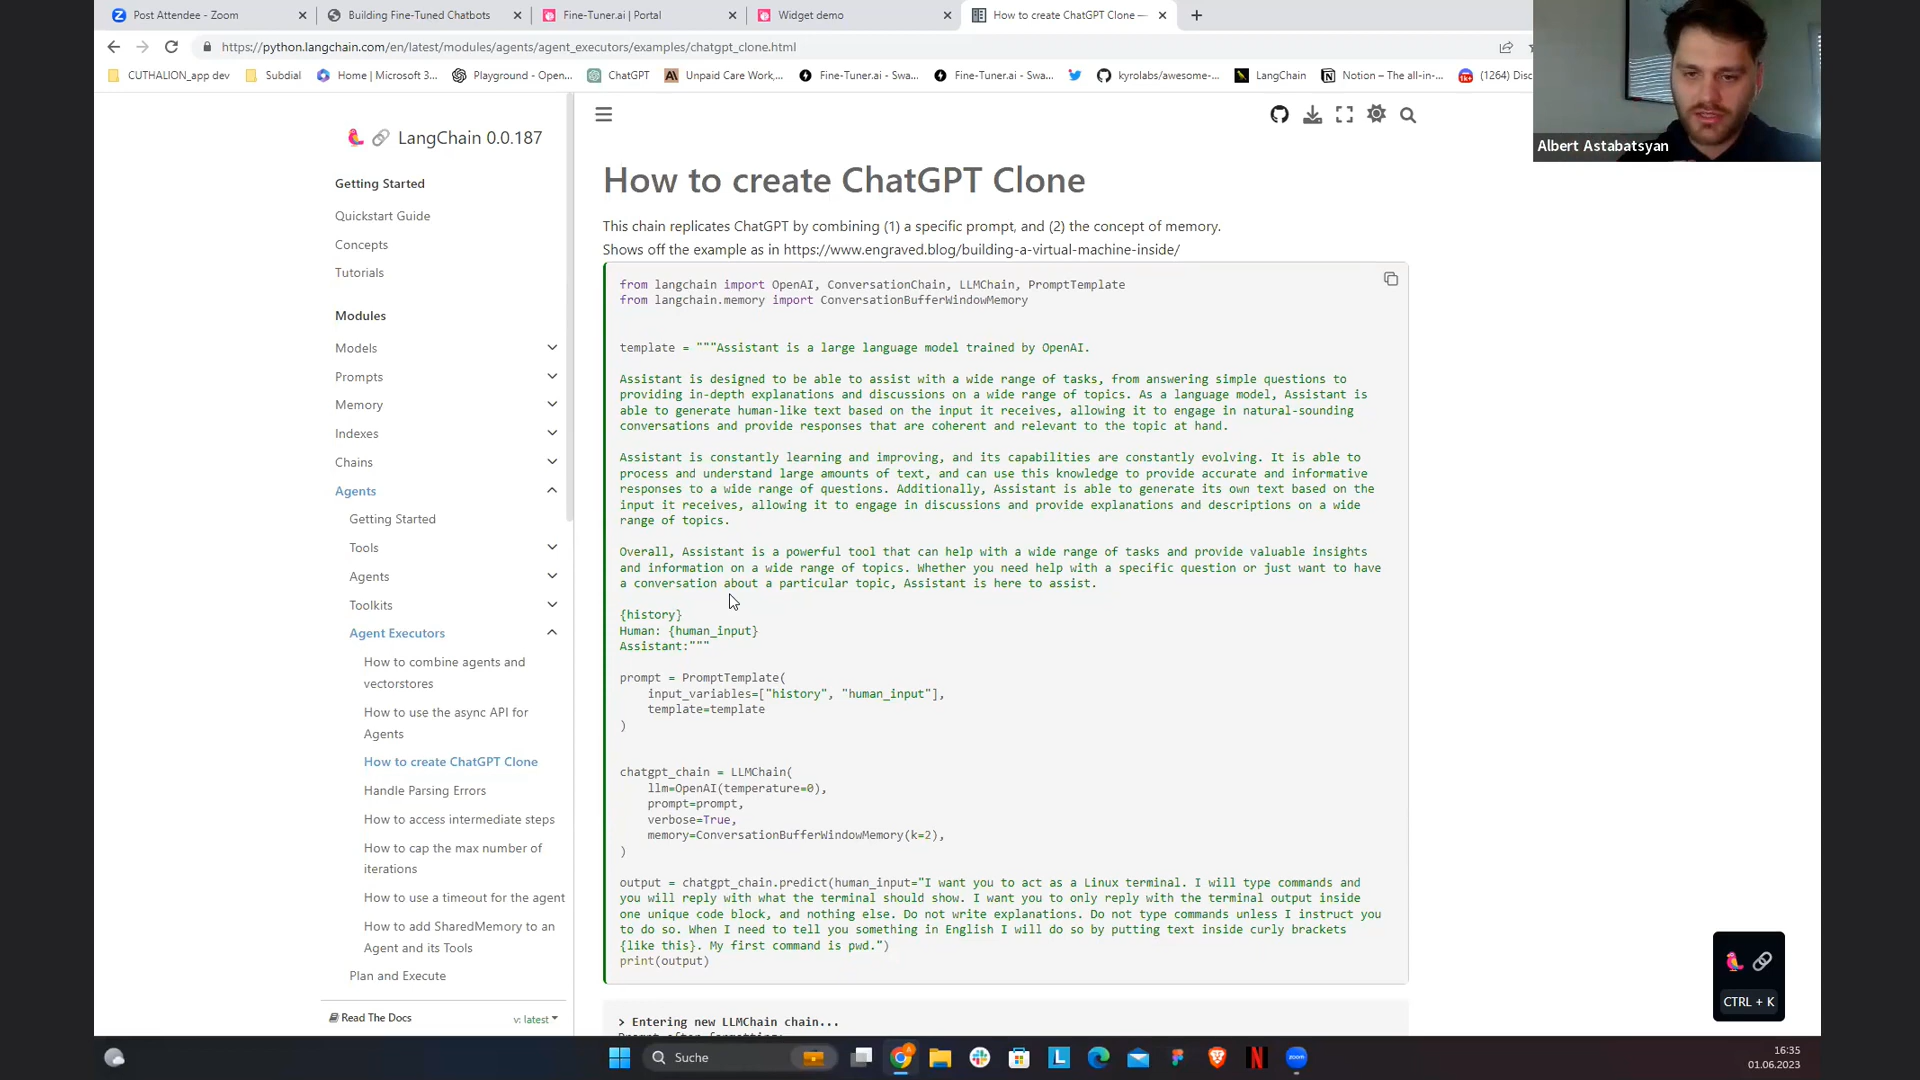 Post Attendee - Zoom
Building Fine-Tuned Chatbots
Fine-Tuner.ai | Portal
Widget demo
How to create ChatGPT Clone —
https://python.langchain.com/en/latest/modules/agents/agent_executors/examples/chatgpt_clone.html
CUTHALION_app dev
Subdial
Home | Microsoft 3...
Playground - Open...
ChatGPT
Unpaid Care Work,...
Fine-Tuner.ai - Swa...
Fine-Tuner.ai - Swa...
kyrolabs/awesome-...
LangChain
Notion – The all-in-...
(1264) Disc
Albert Astabatsyan
LangChain 0.0.187
Getting Started
Quickstart Guide
Concepts
Tutorials
Modules
Models
Prompts
Memory
Indexes
Chains
Agents
Getting Started
Tools
Agents
Toolkits
Agent Executors
How to combine agents and
vectorstores
How to use the async API for
Agents
How to create ChatGPT Clone
Handle Parsing Errors
How to access intermediate steps
How to cap the max number of
iterations
How to use a timeout for the agent
How to add SharedMemory to an
Agent and its Tools
Plan and Execute
Read The Docs
v: latest
How to create ChatGPT Clone
This chain replicates ChatGPT by combining (1) a specific prompt, and (2) the concept of memory.
Shows off the example as in https://www.engraved.blog/building-a-virtual-machine-inside/
from langchain import OpenAI, ConversationChain, LLMChain, PromptTemplate
from langchain.memory import ConversationBufferWindowMemory
template = """Assistant is a large language model trained by OpenAI.
Assistant is designed to be able to assist with a wide range of tasks, from answering simple questions to
providing in-depth explanations and discussions on a wide range of topics. As a language model, Assistant is
able to generate human-like text based on the input it receives, allowing it to engage in natural-sounding
conversations and provide responses that are coherent and relevant to the topic at hand.
Assistant is constantly learning and improving, and its capabilities are constantly evolving. It is able to
process and understand large amounts of text, and can use this knowledge to provide accurate and informative
responses to a wide range of questions. Additionally, Assistant is able to generate its own text based on the
input it receives, allowing it to engage in discussions and provide explanations and descriptions on a wide
range of topics.
Overall, Assistant is a powerful tool that can help with a wide range of tasks and provide valuable insights
and information on a wide range of topics. Whether you need help with a specific question or just want to have
a conversation about a particular topic, Assistant is here to assist.
{history}
Human: {human_input}
Assistant:"""
prompt = PromptTemplate(
input_variables=["history", "human_input"],
template=template
)
chatgpt_chain = LLMChain(
llm=OpenAI(temperature=0),
prompt=prompt,
verbose=True,
memory=ConversationBufferWindowMemory(k=2),
)
output = chatgpt_chain.predict(human_input="I want you to act as a Linux terminal. I will type commands and
you will reply with what the terminal should show. I want you to only reply with the terminal output inside
one unique code block, and nothing else. Do not write explanations. Do not type commands unless I instruct you
to do so. When I need to tell you something in English I will do so by putting text inside curly brackets
{like this}. My first command is pwd.")
print(output)
> Entering new LLMChain chain...
CTRL + K
Suche
16:35
01.06.2023